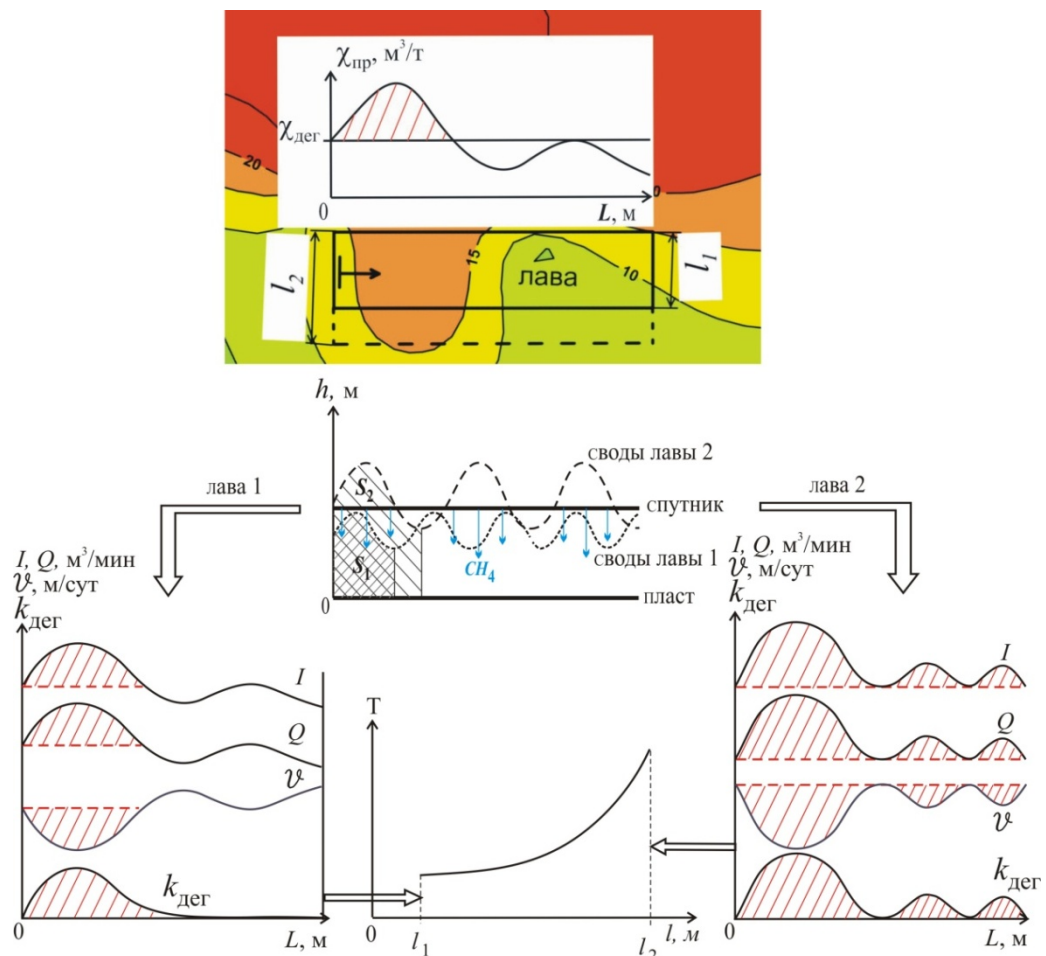 χпр, м³/т
χдег
20
0
0
L, м
l₂
15
лава
10
l₁
h, м
своды лавы 2
лава 1
S₂
спутник
лава 2
S₁
CH₄
своды лавы 1
пласт
0
I, Q, м³/мин
𝒱, м/сут
kдег
I
Q
𝒱
kдег
0
L, м
T
0
l₁
l₂
l, м
I, Q, м³/мин
𝒱, м/сут
kдег
I
Q
𝒱
kдег
0
L, м